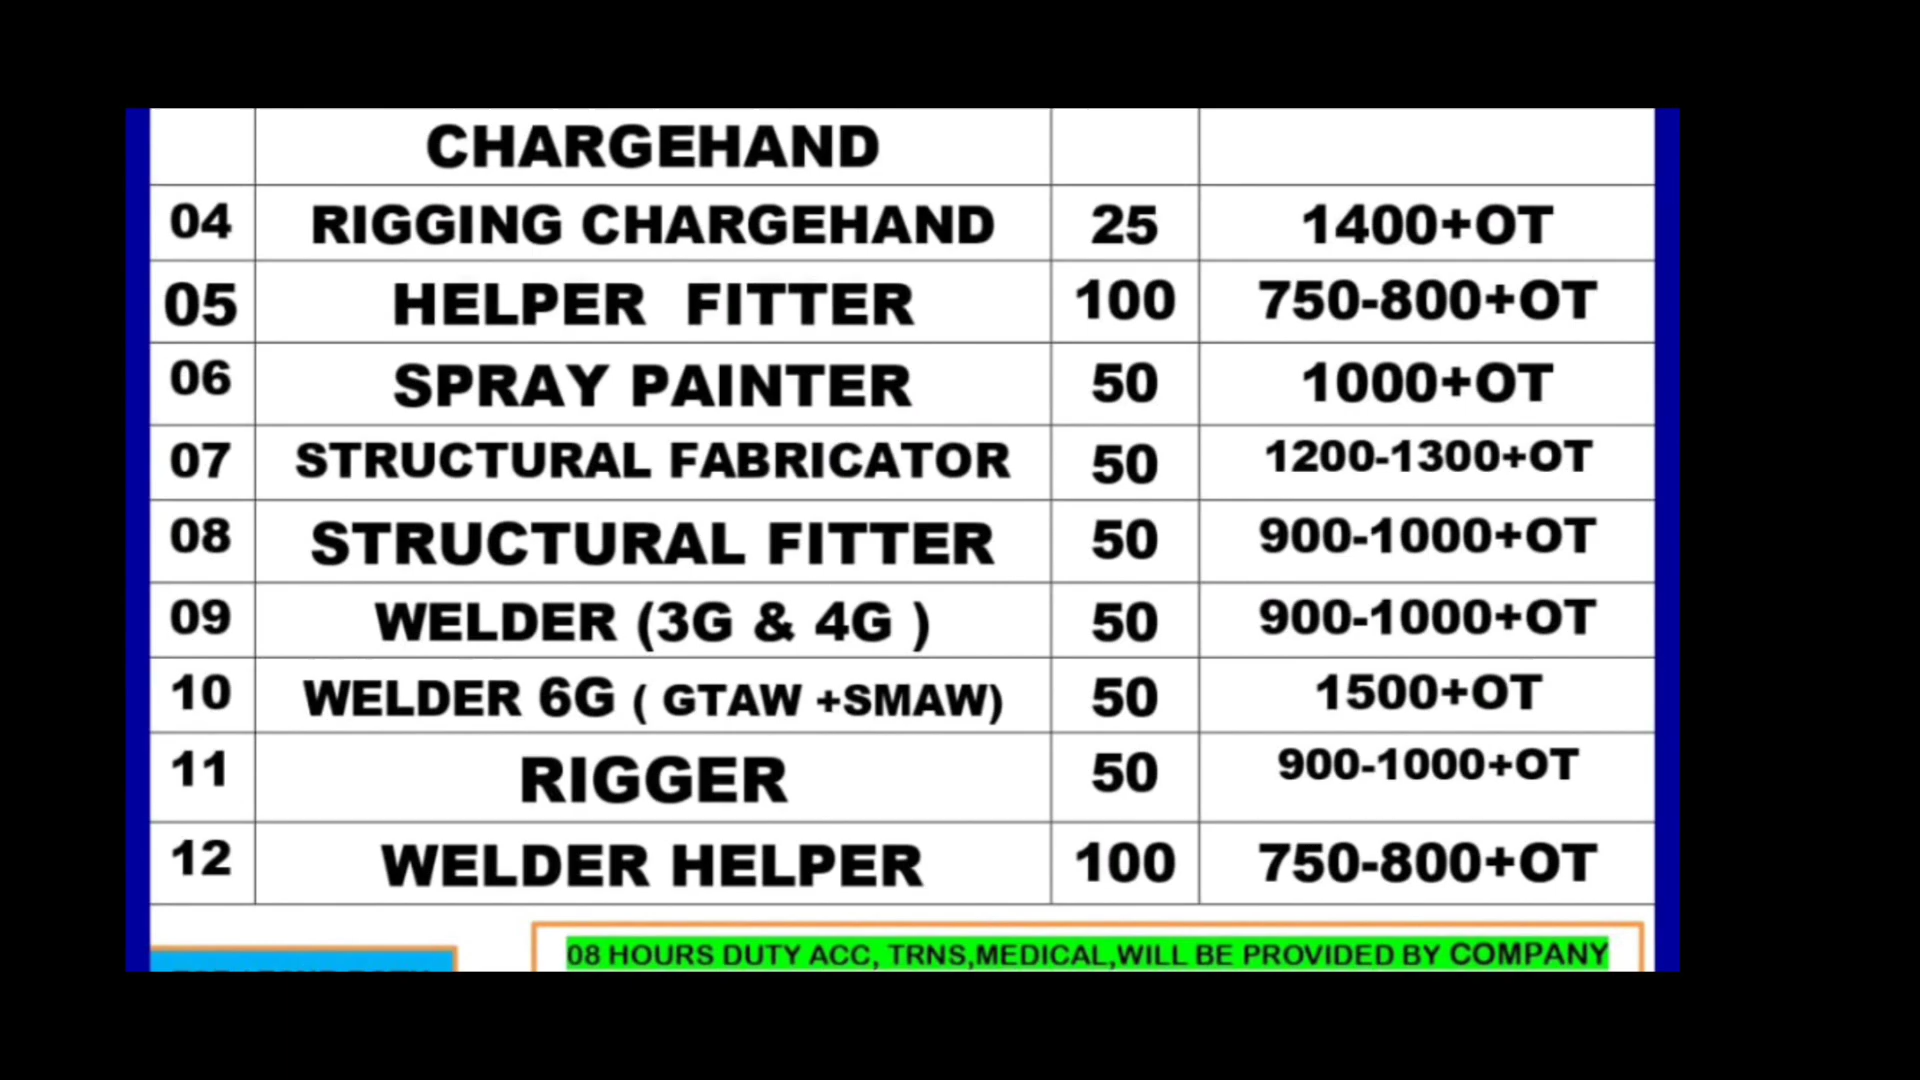 CHARGEHAND
04 RIGGING CHARGEHAND 25 1400+OT
05 HELPER FITTER 100 750-800+OT
06 SPRAY PAINTER 50 1000+OT
07 STRUCTURAL FABRICATOR 50 1200-1300+OT
08 STRUCTURAL FITTER 50 900-1000+OT
09 WELDER (3G & 4G ) 50 900-1000+OT
10 WELDER 6G ( GTAW +SMAW) 50 1500+OT
11 RIGGER 50 900-1000+OT
12 WELDER HELPER 100 750-800+OT
08 HOURS DUTY ACC, TRNS,MEDICAL,WILL BE PROVIDED BY COMPANY